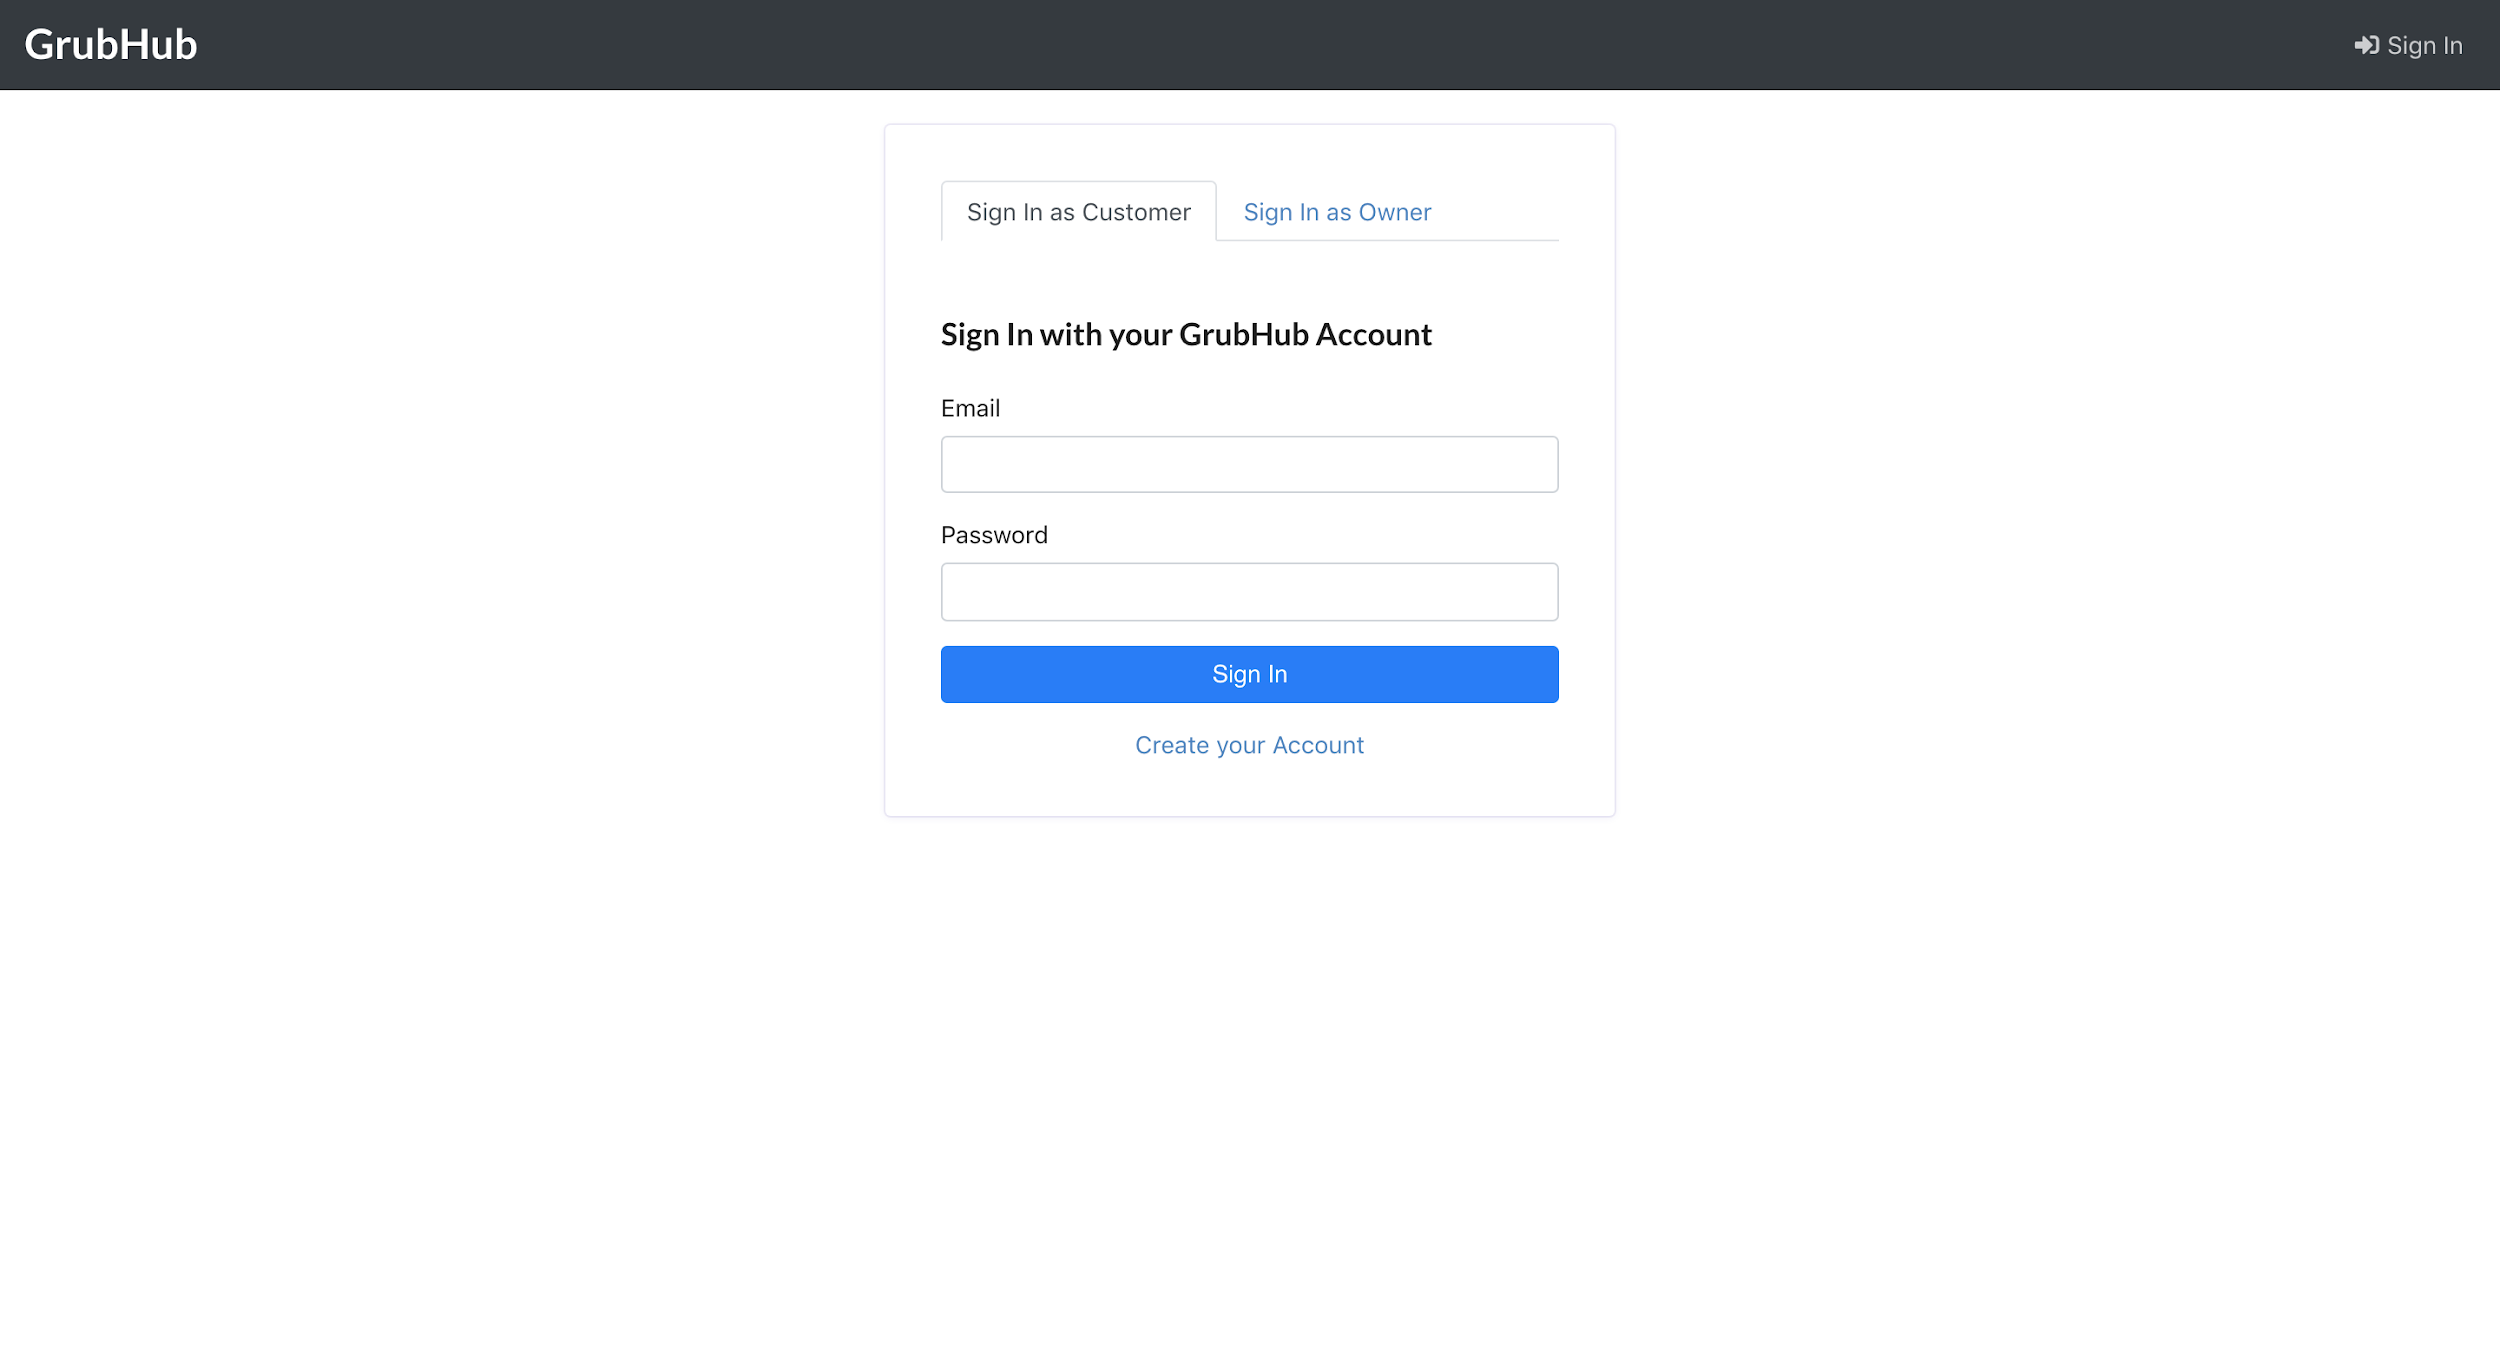 GrubHub
Sign In
Sign In as Customer
Sign In as Owner
Sign In with your GrubHub Account
Email
Password
Sign In
Create your Account